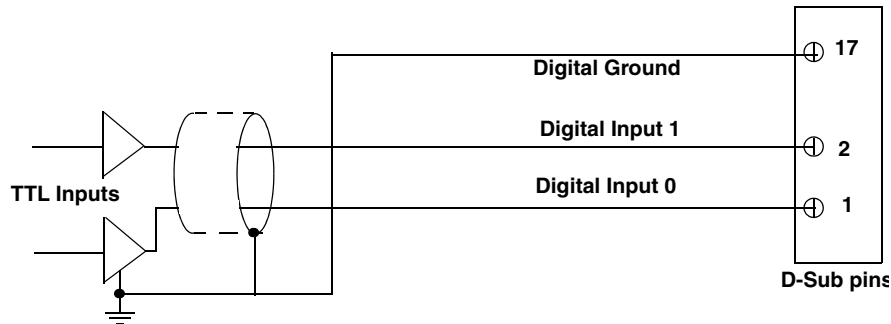 17
Digital Ground
Digital Input 1
2
TTL Inputs
Digital Input 0
1
D-Sub pins